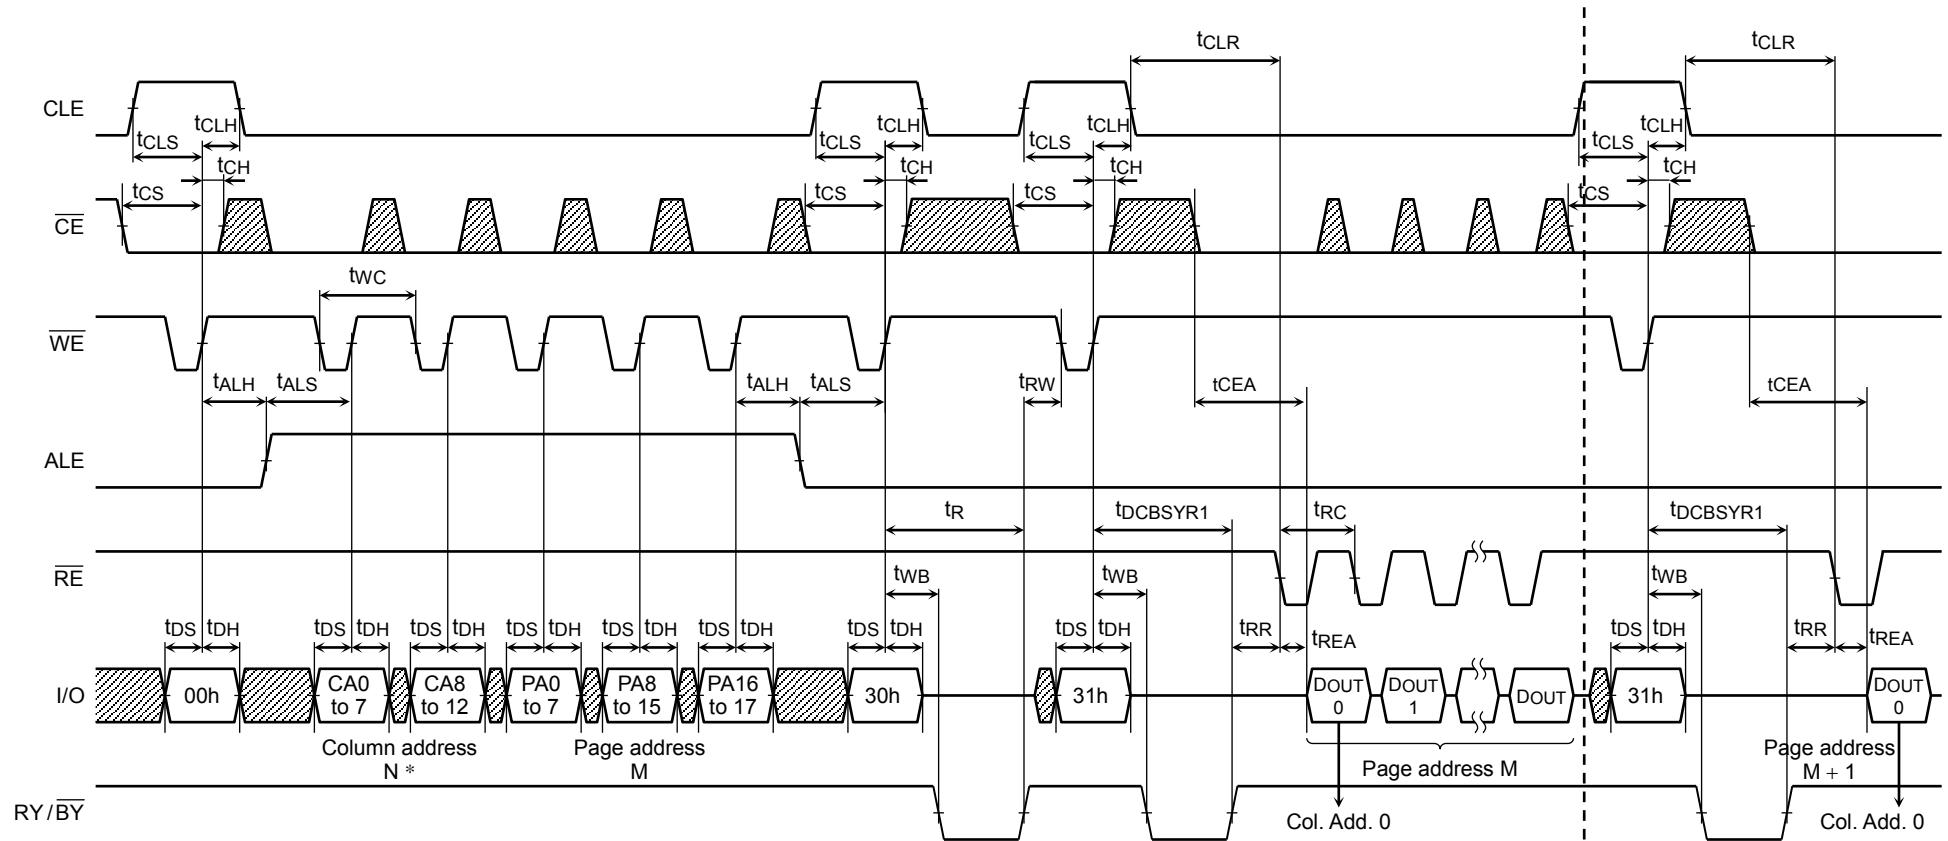 tCLR tCLR
CLE
tCLH tCLH tCLH tCLH
tCLS tCLS tCLS tCLS
tCH tCH tCH tCH
tCS tCS tCS tCS
CE
tWC
WE
tALH tALS tALH tALS tRW tCEA tCEA
ALE
tR tDCBSYR1 tRC tDCBSYR1
RE
tWB tWB tWB
tDS tDH tDS tDH tDS tDH tDS tDH tDS tDH tDS tDH tDS tDH tDS tDH tRR tREA tDS tDH tRR tREA
I/O
00h
CA0 to 7
CA8 to 12
PA0 to 7
PA8 to 15
PA16 to 17
30h
31h
DOUT 0
DOUT 1
DOUT
31h
DOUT 0
Column address
N *
Page address
M
Page address M
Page address
M + 1
RY/BY
Col. Add. 0
Col. Add. 0